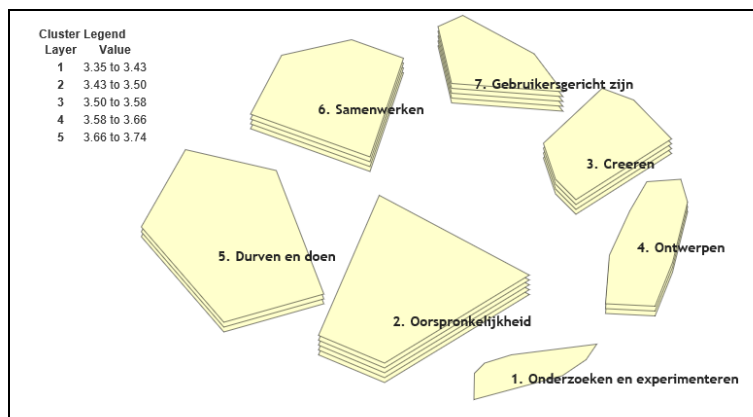 Cluster Legend
Layer Value
1 3.35 to 3.43
2 3.43 to 3.50
3 3.50 to 3.58
4 3.58 to 3.66
5 3.66 to 3.74
7. Gebruikersgericht zijn
6. Samenwerken
3. Creeren
4. Ontwerpen
5. Durven en doen
2. Oorspronkelijkheid
1. Onderzoeken en experimenteren